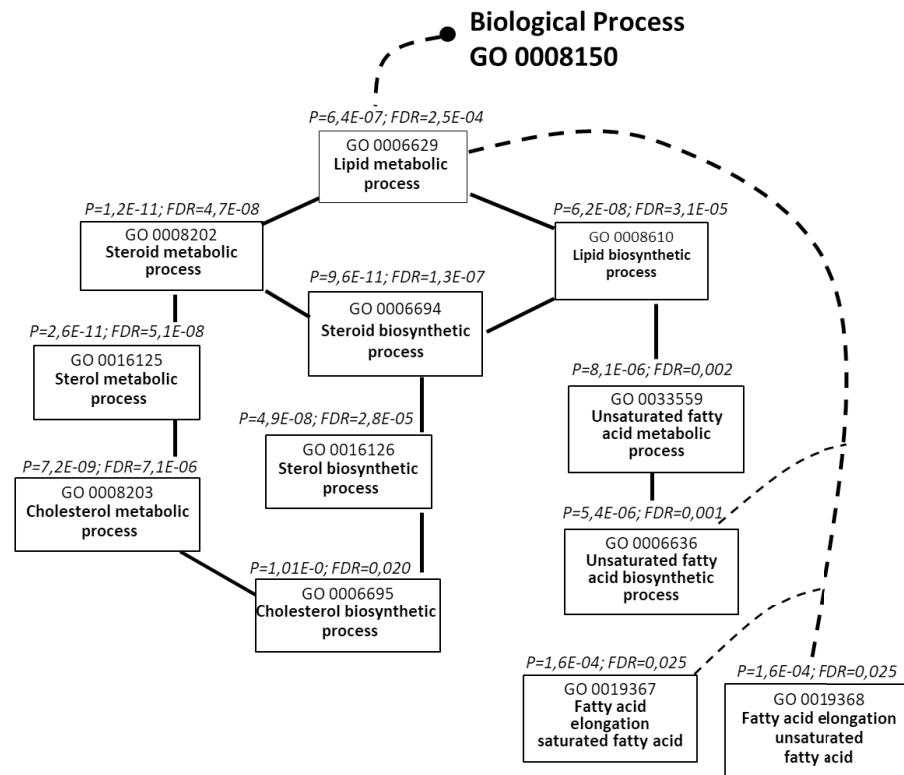 Biological Process
GO 0008150
P=6,4E-07; FDR=2,5E-04
GO 0006629
Lipid metabolic
process
P=1,2E-11; FDR=4,7E-08
GO 0008202
Steroid metabolic
process
P=6,2E-08; FDR=3,1E-05
GO 0008610
Lipid biosynthetic
process
P=9,6E-11; FDR=1,3E-07
GO 0006694
Steroid biosynthetic
process
P=2,6E-11; FDR=5,1E-08
GO 0016125
Sterol metabolic
process
P=8,1E-06; FDR=0,002
GO 0033559
Unsaturated fatty
acid metabolic
process
P=4,9E-08; FDR=2,8E-05
GO 0016126
Sterol biosynthetic
process
P=7,2E-09; FDR=7,1E-06
GO 0008203
Cholesterol metabolic
process
P=5,4E-06; FDR=0,001
GO 0006636
Unsaturated fatty
acid biosynthetic
process
P=1,01E-0; FDR=0,020
GO 0006695
Cholesterol biosynthetic
process
P=1,6E-04; FDR=0,025
GO 0019367
Fatty acid
elongation
saturated fatty acid
P=1,6E-04; FDR=0,025
GO 0019368
Fatty acid elongation
unsaturated
fatty acid